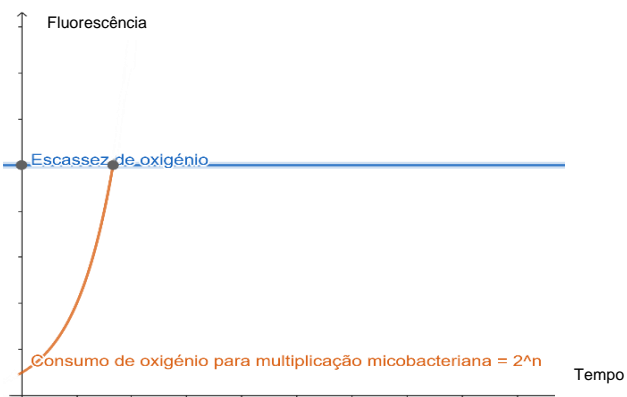 Fluorescência
Escassez de oxigénio
Consumo de oxigénio para multiplicação micobacteriana = 2^n
Tempo